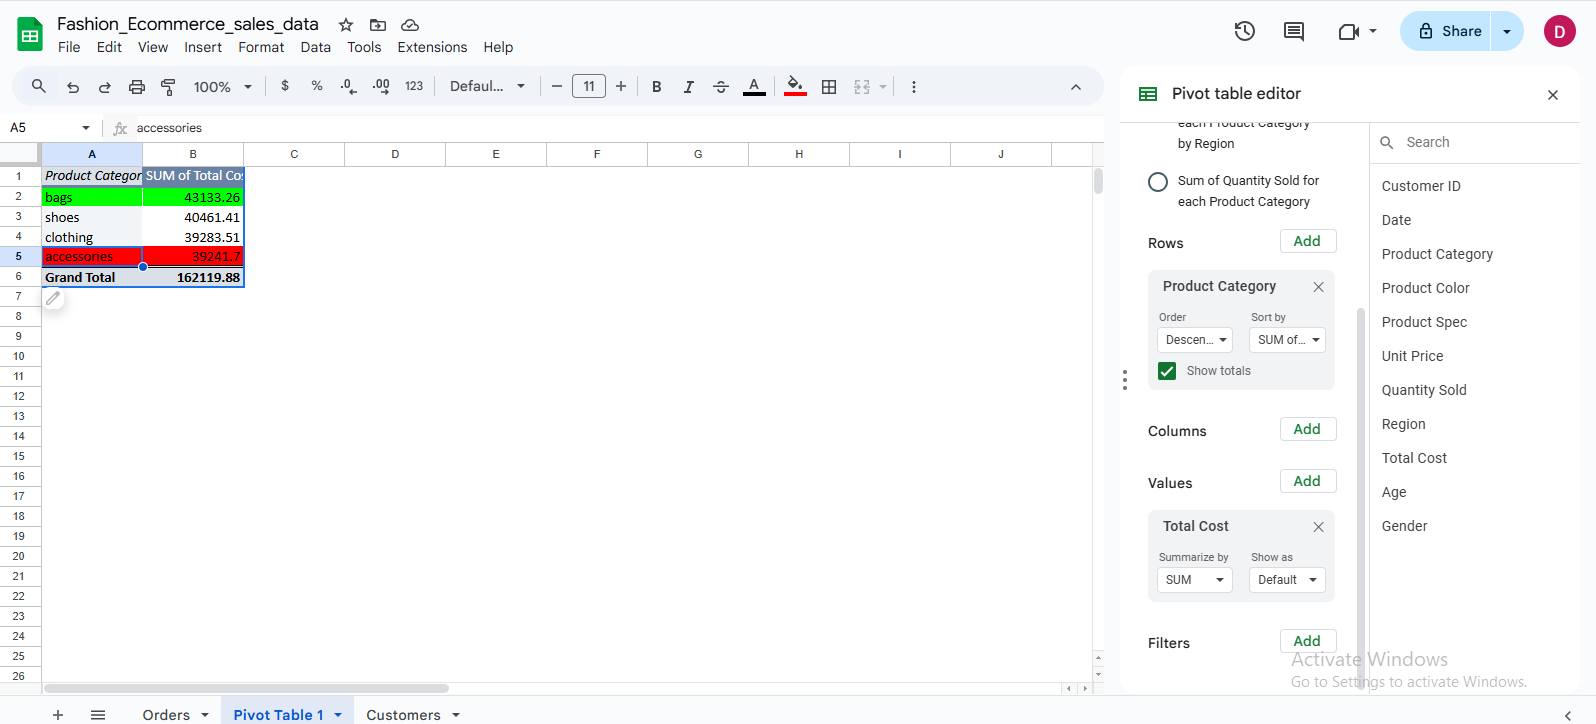 Fashion_Ecommerce_sales_data
File Edit View Insert Format Data Tools Extensions Help
Share
D
100% $ % .0 .00 123 Defaul... 11 B I A
Pivot table editor
A5 fx accessories
each Product Category
by Region
Search
A B C D E F G H I J
1 Product Categor SUM of Total Co
2 bags 43133.26
3 shoes 40461.41
4 clothing 39283.51
5 accessories 39241.7
6 Grand Total 162119.88
7
8
9
10
11
12
13
14
15
16
17
18
19
20
21
22
23
24
25
26
Sum of Quantity Sold for
each Product Category
Rows Add
Product Category
Order Sort by
Descen... SUM of...
Show totals
Columns Add
Values Add
Total Cost
Summarize by Show as
SUM Default
Filters Add
Customer ID
Date
Product Category
Product Color
Product Spec
Unit Price
Quantity Sold
Region
Total Cost
Age
Gender
Activate Windows
Go to Settings to activate Windows.
Orders Pivot Table 1 Customers